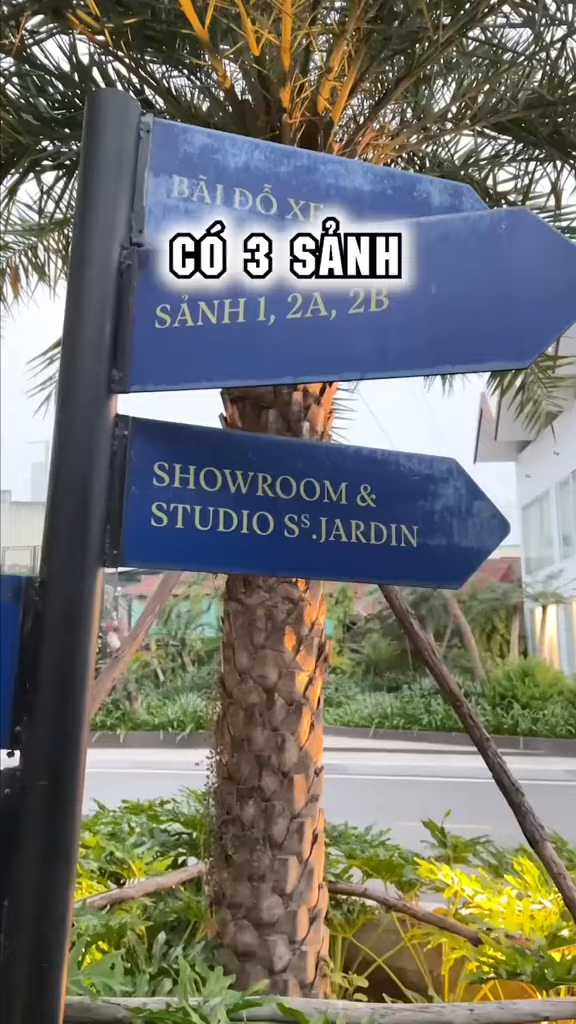 BÃI ĐỖ XE
CÓ 3 SẢNH
SẢNH 1, 2A, 2B
SHOWROOM &
STUDIO Sˢ.JARDIN